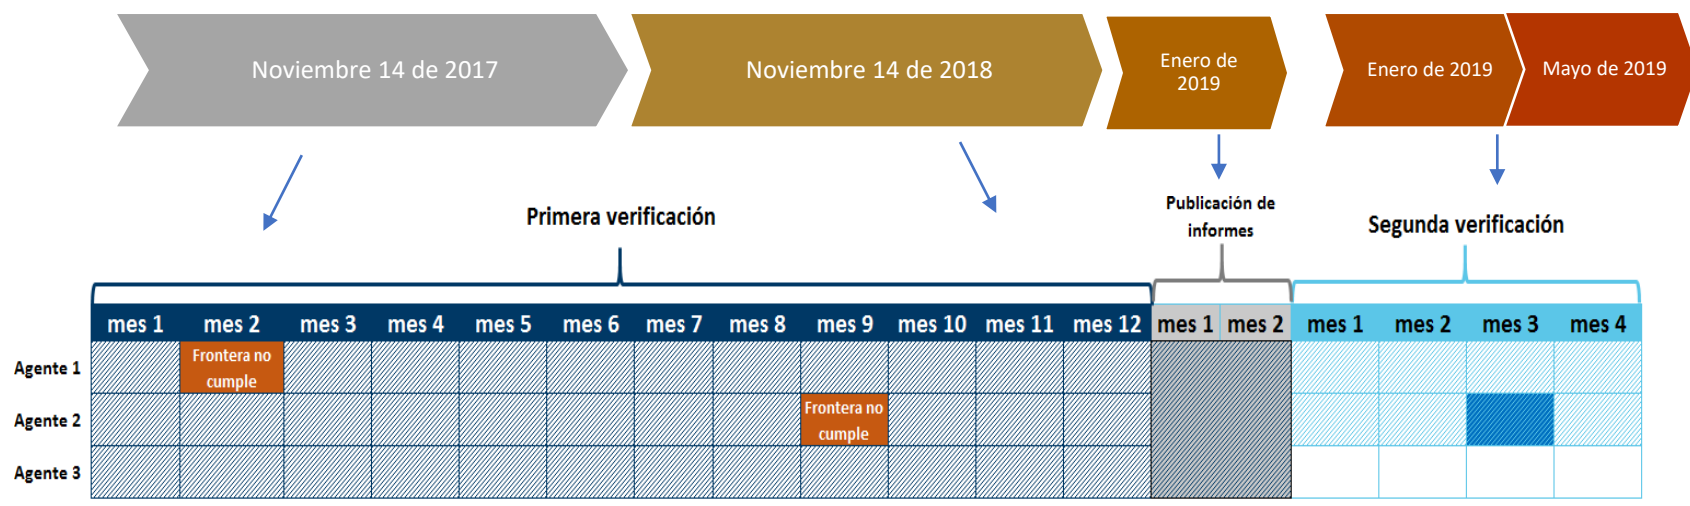 Noviembre 14 de 2017
Noviembre 14 de 2018
Enero de
2019
Enero de 2019
Mayo de 2019
Primera verificación
Publicación de
informes
Segunda verificación
mes 1 mes 2 mes 3 mes 4 mes 5 mes 6 mes 7 mes 8 mes 9 mes 10 mes 11 mes 12 mes 1 mes 2 mes 1 mes 2 mes 3 mes 4
Agente 1
Frontera no
cumple
Agente 2
Frontera no
cumple
Agente 3